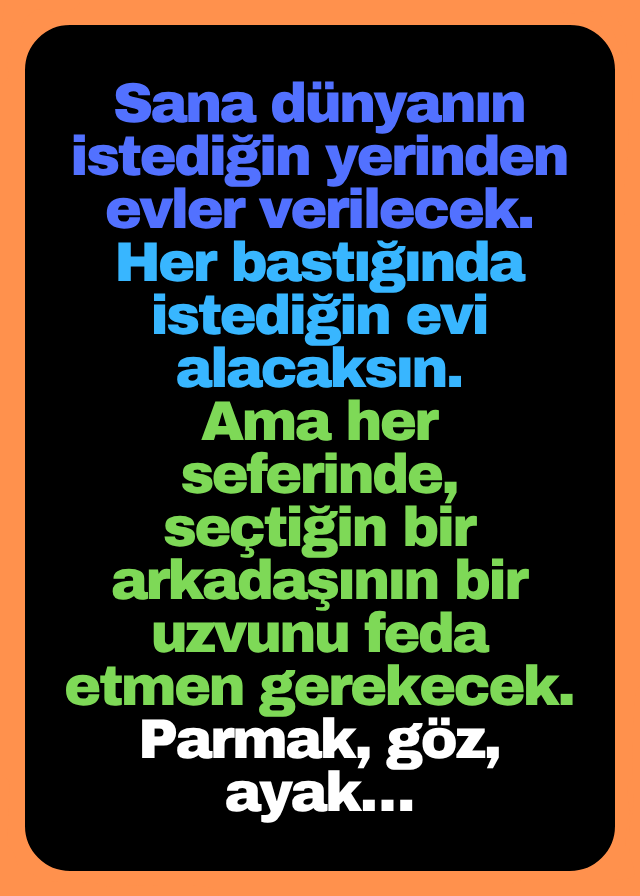 Sana dünyanın
istediğin yerinden
evler verilecek.
Her bastığında
istediğin evi
alacaksın.
Ama her
seferinde,
seçtiğin bir
arkadaşının bir
uzvunu feda
etmen gerekecek.
Parmak, göz,
ayak...